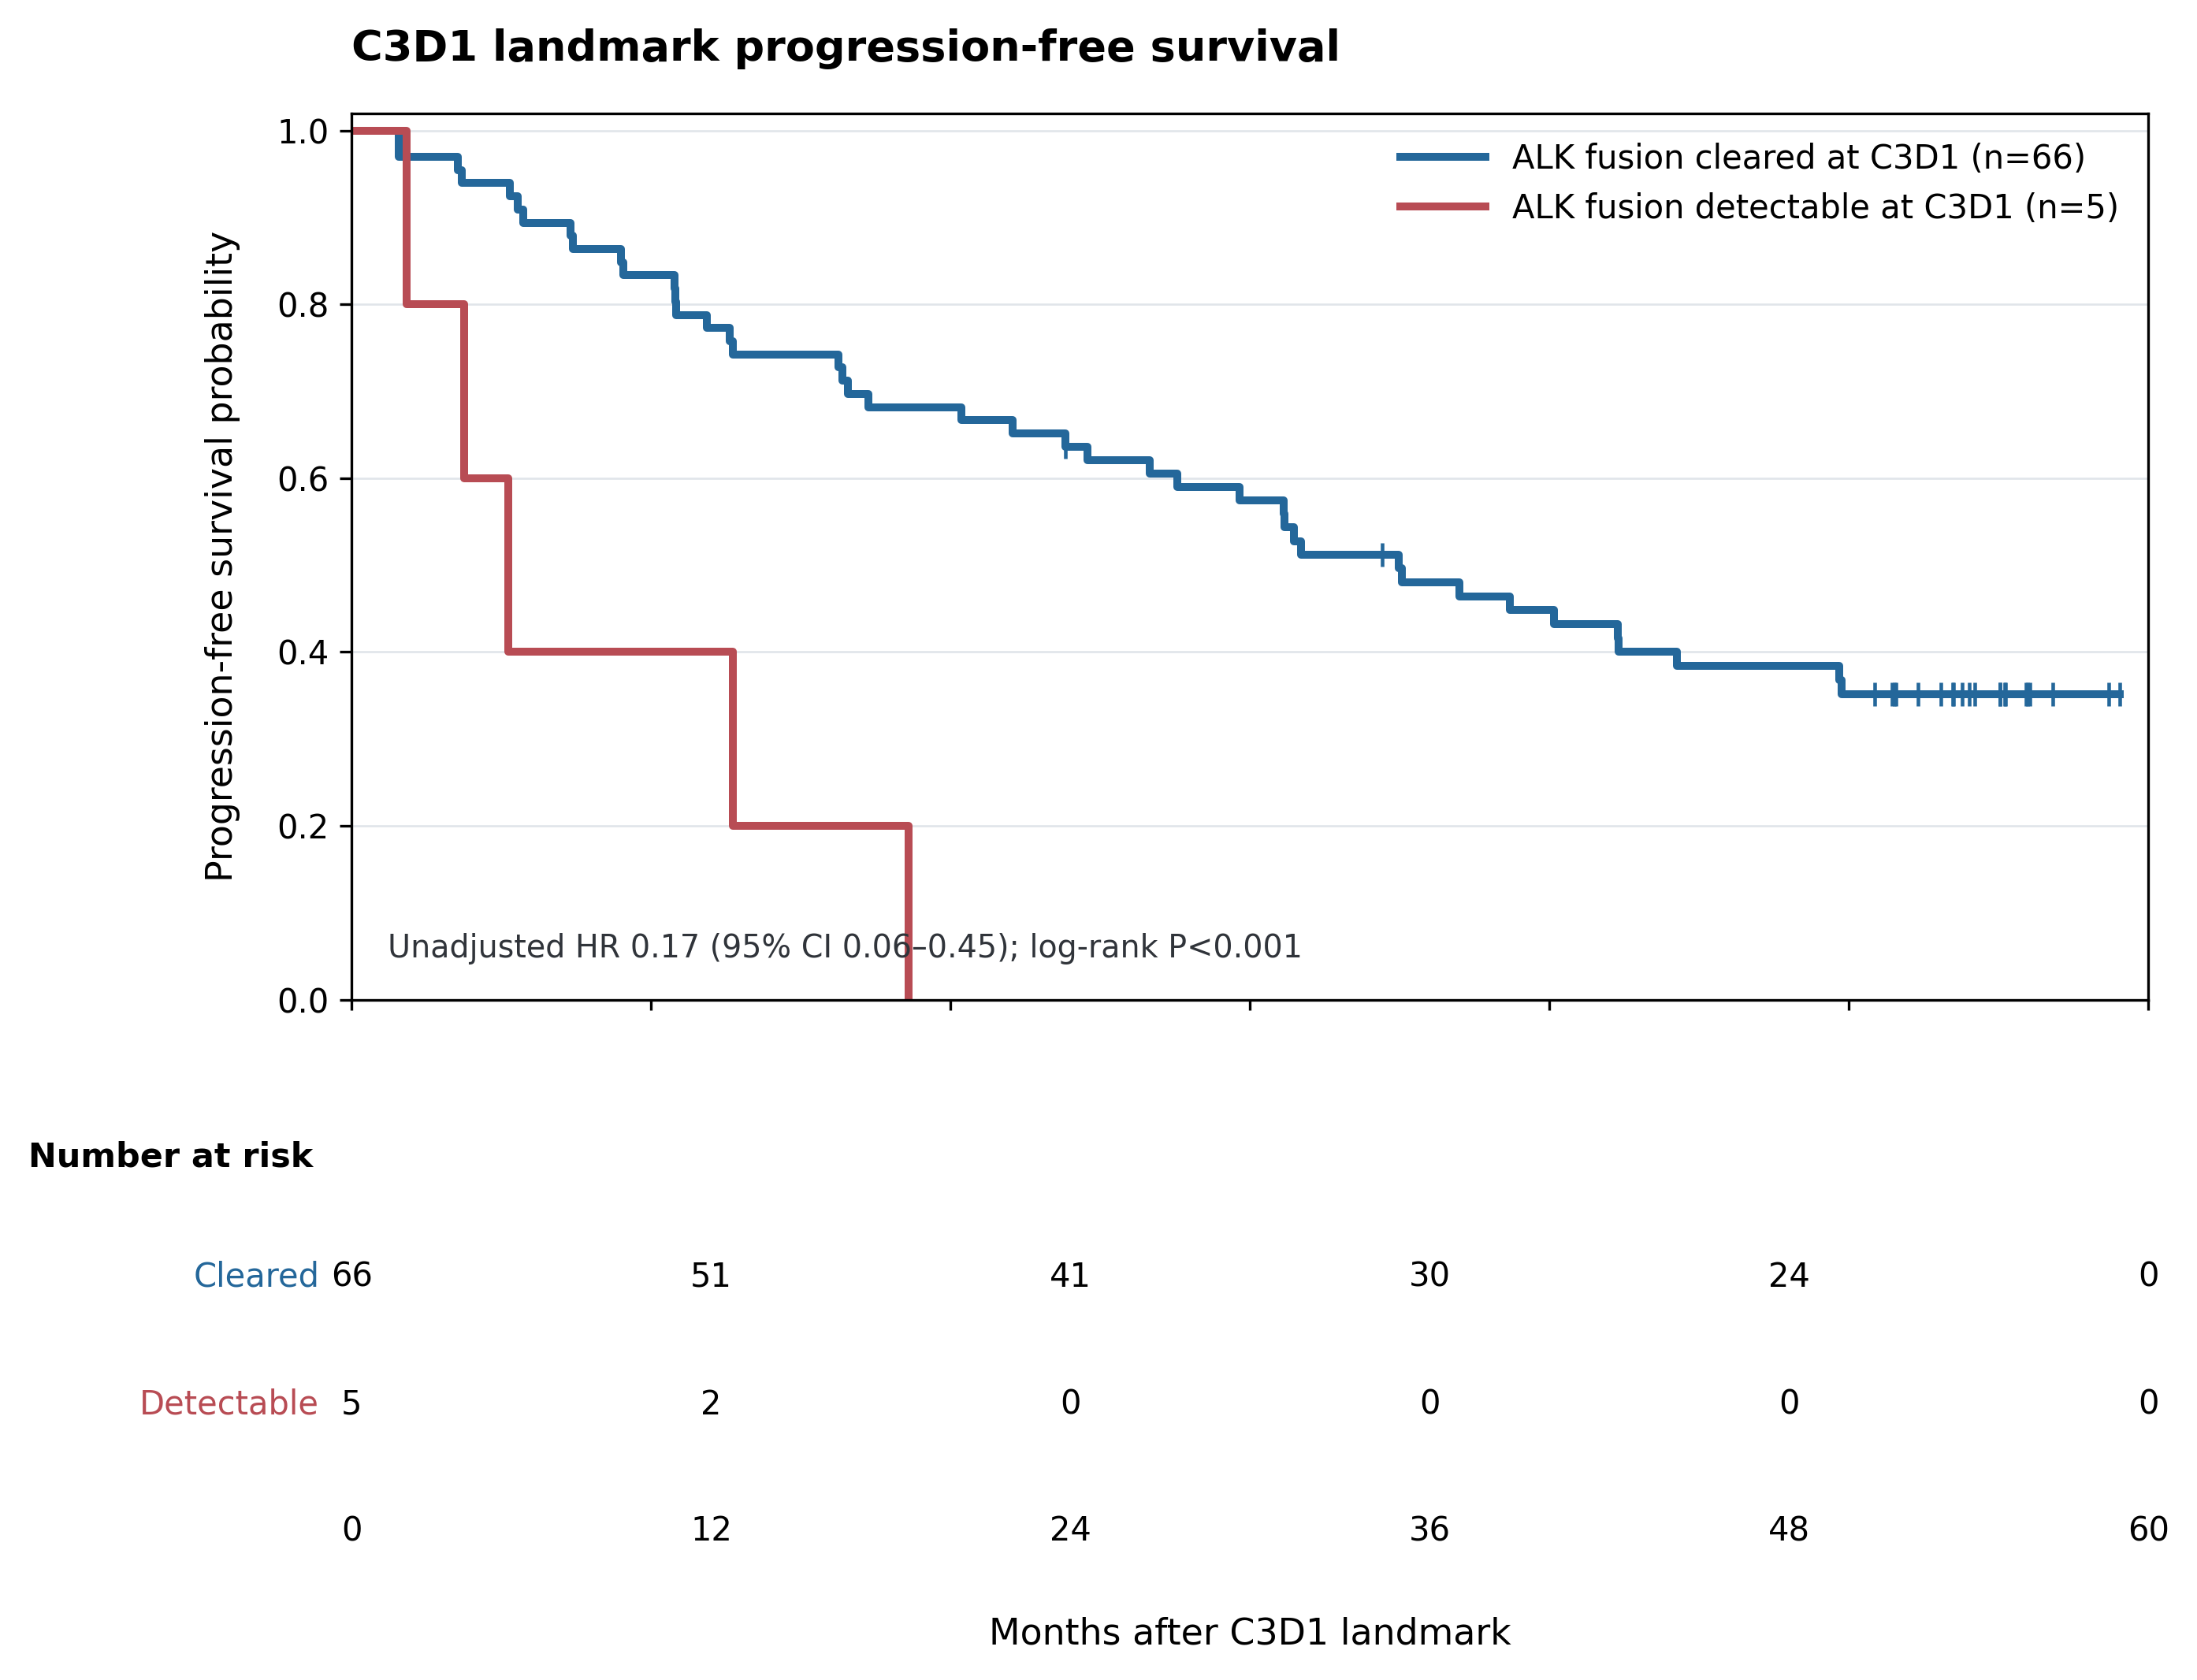 C3D1 landmark progression-free survival
ALK fusion cleared at C3D1 (n=66)
ALK fusion detectable at C3D1 (n=5)
Progression-free survival probability
1.0
0.8
0.6
0.4
0.2
0.0
Unadjusted HR 0.17 (95% CI 0.06–0.45); log-rank P<0.001
Number at risk
Cleared 66 51 41 30 24 0
Detectable 5 2 0 0 0 0
0 12 24 36 48 60
Months after C3D1 landmark